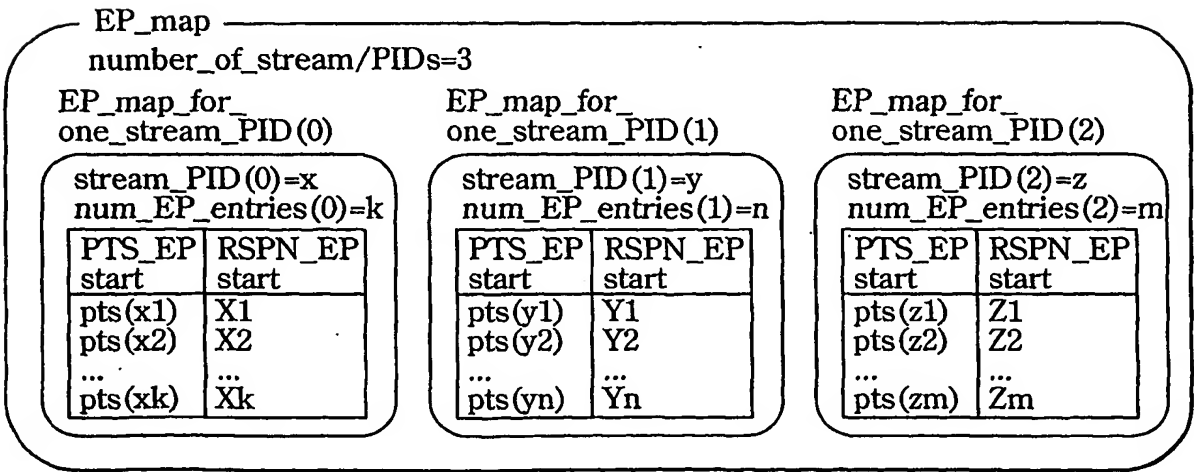 EP_map
number_of_stream/PIDs=3
EP_map_for_
one_stream_PID(0)
stream_PID(0)=x
num_EP_entries(0)=k
PTS_EP RSPN_EP
start start
pts(x1) X1
pts(x2) X2
... ...
pts(xk) Xk
EP_map_for_
one_stream_PID(1)
stream_PID(1)=y
num_EP_entries(1)=n
PTS_EP RSPN_EP
start start
pts(y1) Y1
pts(y2) Y2
... ...
pts(yn) Yn
EP_map_for_
one_stream_PID(2)
stream_PID(2)=z
num_EP_entries(2)=m
PTS_EP RSPN_EP
start start
pts(z1) Z1
pts(z2) Z2
... ...
pts(zm) Zm